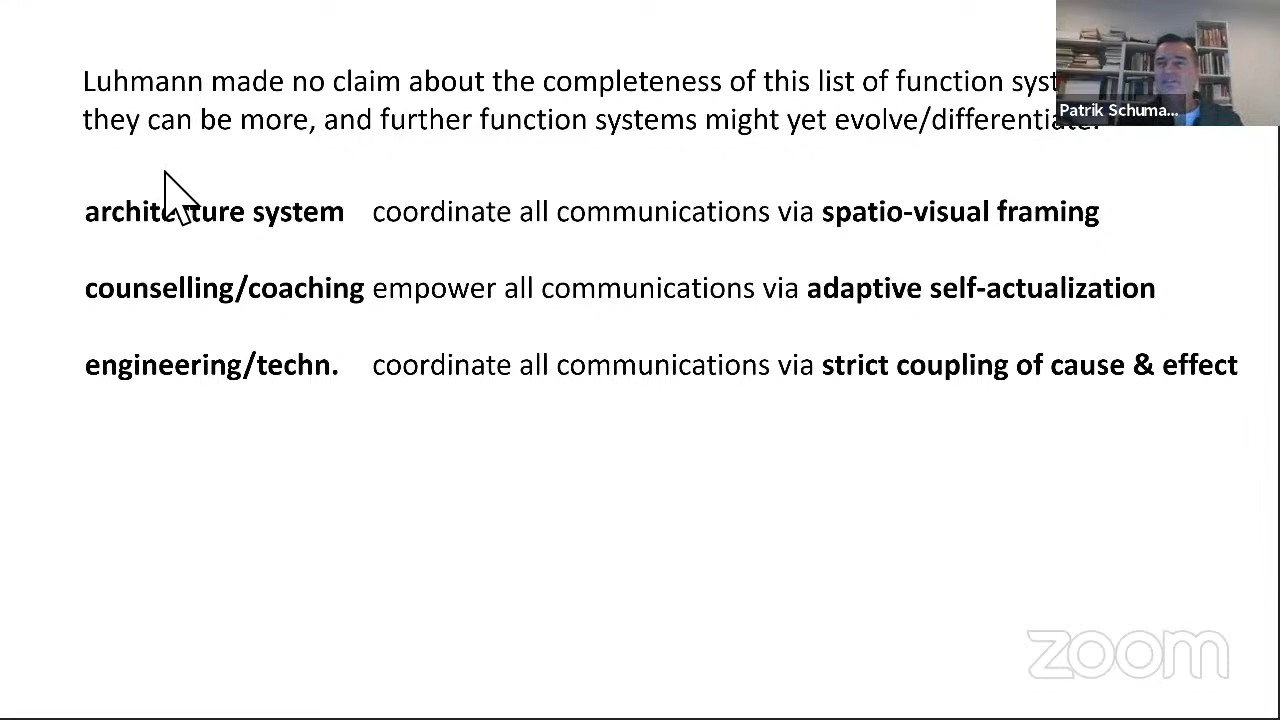 Luhmann made no claim about the completeness of this list of function
they can be more, and further function systems might yet evolve/differentiate.
Patrik Schuma...
architecture system coordinate all communications via spatio-visual framing
counselling/coaching empower all communications via adaptive self-actualization
engineering/techn. coordinate all communications via strict coupling of cause & effect
zoom